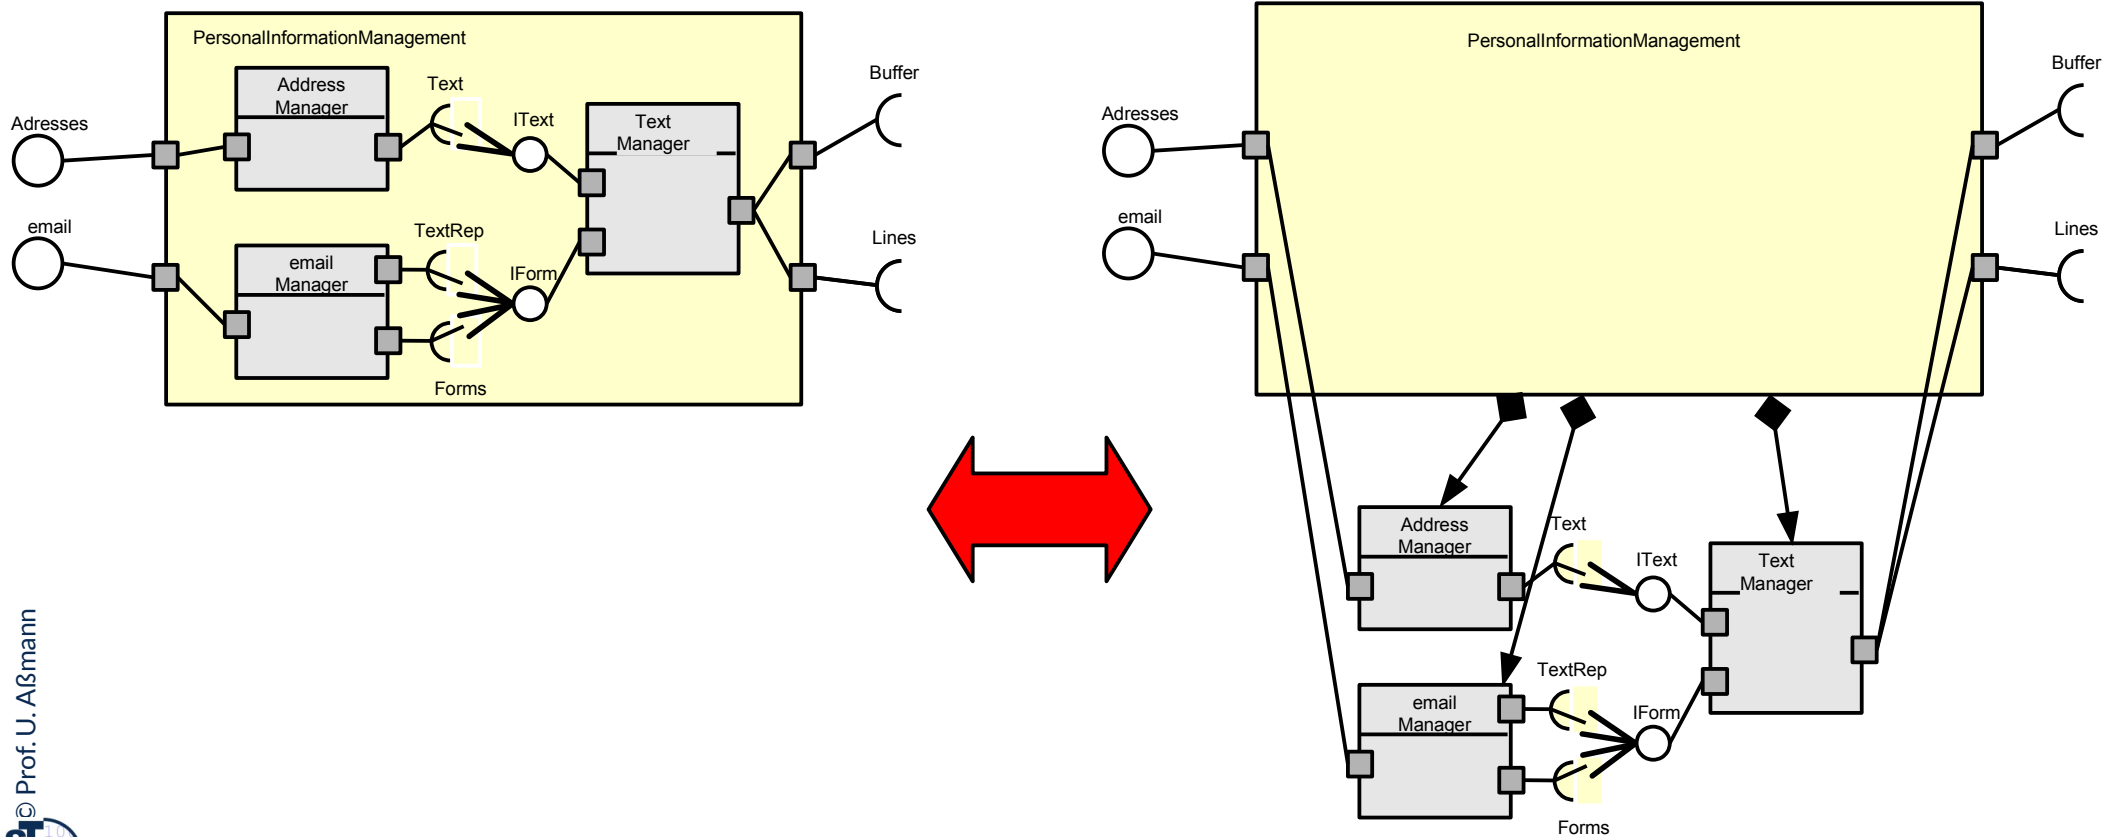 PersonalInformationManagement
Address
Manager
Text
IText
Text
Manager
Buffer
Adresses
email
email
Manager
TextRep
IForm
Forms
Lines
PersonalInformationManagement
Buffer
Adresses
email
Lines
Address
Manager
Text
IText
Text
Manager
email
Manager
TextRep
IForm
Forms
© Prof. U. Aßmann